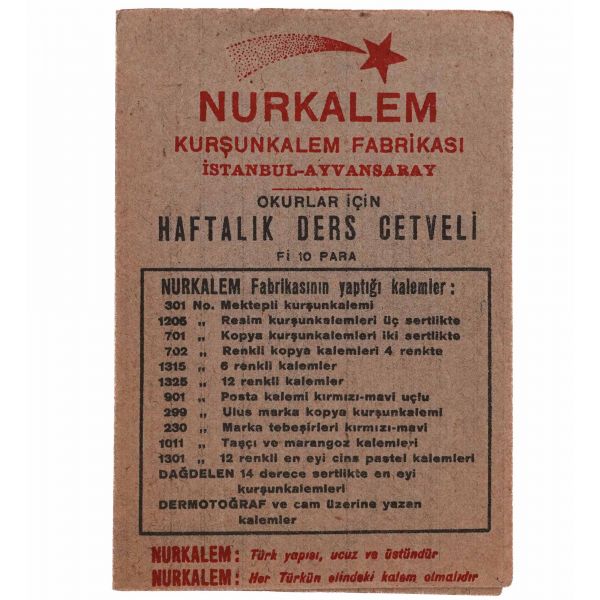 NURKALEM
KURŞUNKALEM FABRİKASI
İSTANBUL-AYVANSARAY
OKURLAR İÇİN
HAFTALIK DERS CETVELİ
Fİ 10 PARA
NURKALEM Fabrikasının yaptığı kalemler :
301 No. Mektepli kurşunkalemi
1205 „ Resim kurşunkalemleri üç sertlikte
701 „ Kopya kurşunkalemleri iki sertlikte
702 „ Renkli kopya kalemleri 4 renkte
1315 „ 6 renkli kalemler
1325 „ 12 renkli kalemler
901 „ Posta kalemi kırmızı-mavi uçlu
299 „ Ulus marka kopya kurşunkalemi
230 „ Marka tebeşirleri kırmızı-mavi
1011 „ Taşçı ve marangoz kalemleri
1301 „ 12 renkli en eyi cins pastel kalemleri
DAĞDELEN 14 derece sertlikte en eyi
kurşunkalemleri
DERMOTOĞRAF ve cam üzerine yazan
kalemler
NURKALEM: Türk yapısı, ucuz ve üstündür
NURKALEM: Her Türkün elindeki kalem olmalıdır